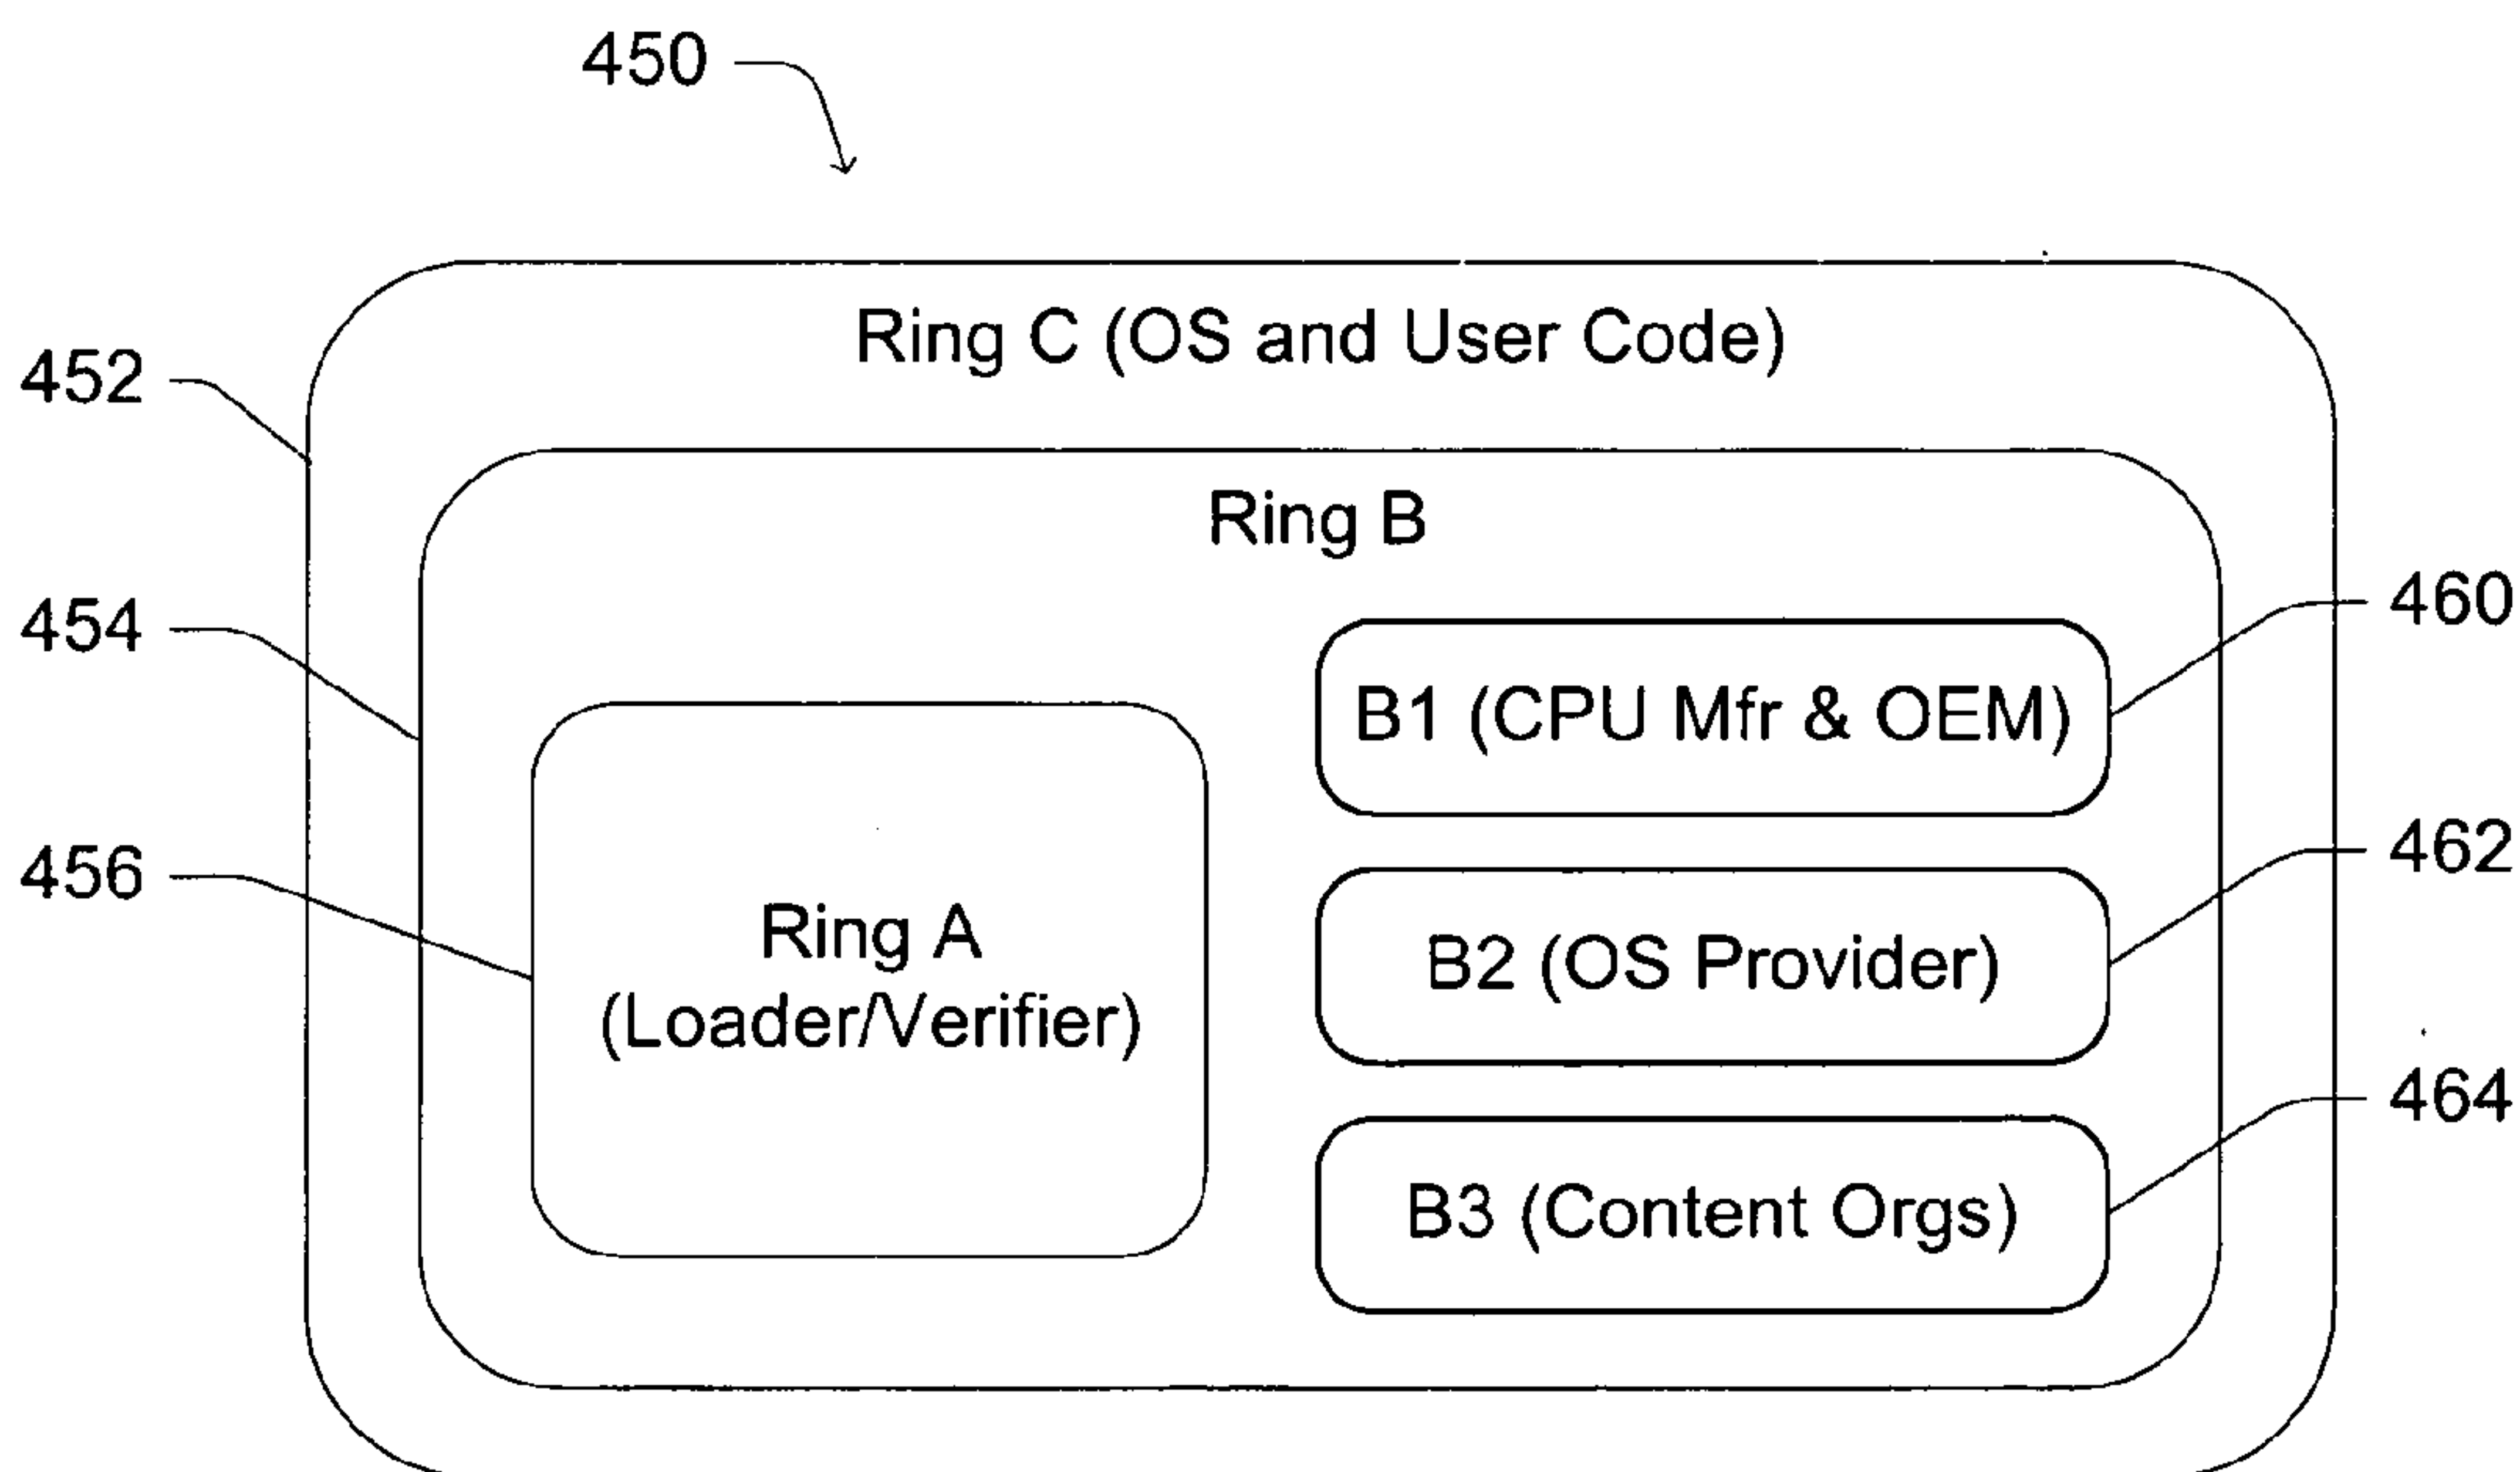 450
Ring C (OS and User Code)
452
Ring B
454
460
B1 (CPU Mfr & OEM)
456
462
Ring A
(Loader/Verifier)
B2 (OS Provider)
464
B3 (Content Orgs)